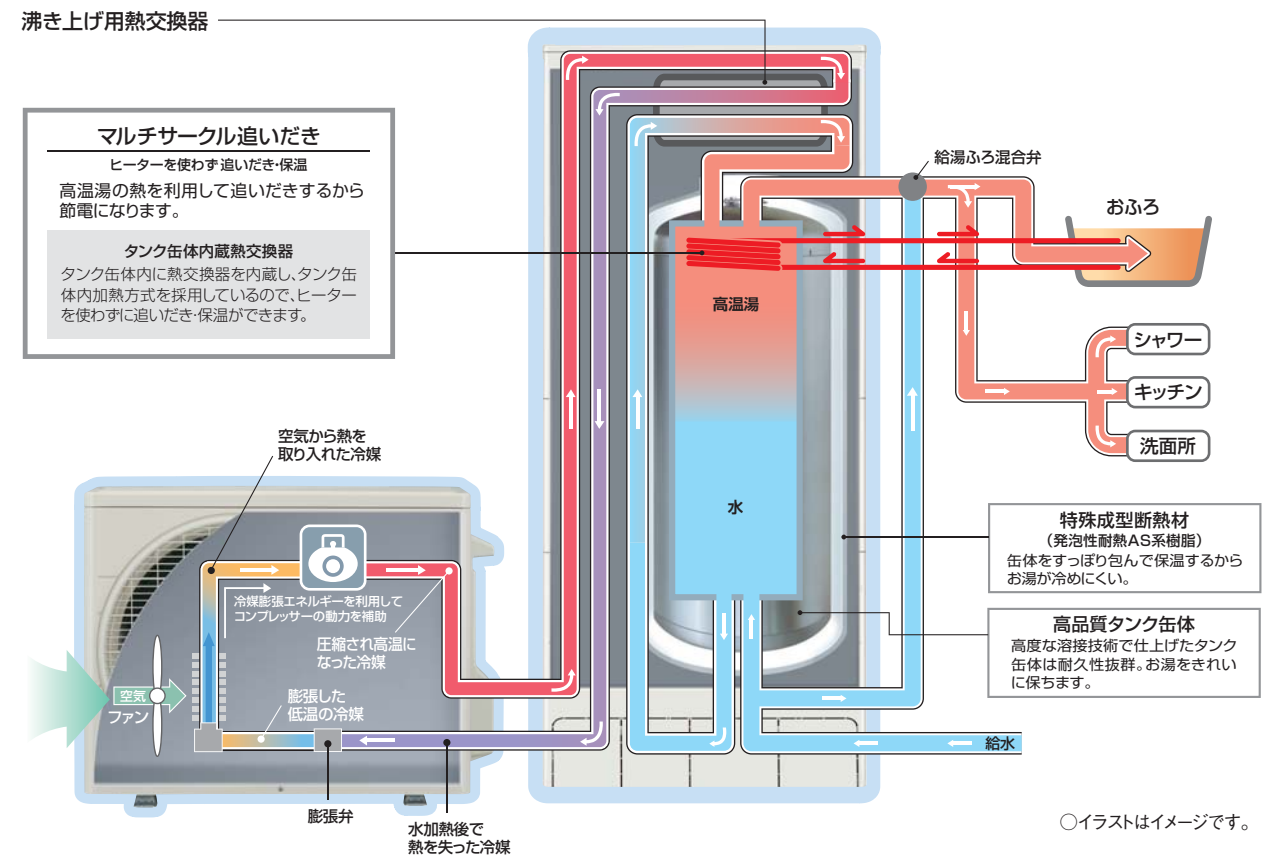 沸き上げ用熱交換器
マルチサークル追いだき
ヒーターを使わず追いだき・保温
高温湯の熱を利用して追いだきするから
節電になります。
タンク缶体内蔵熱交換器
タンク缶体内に熱交換器を内蔵し、タンク缶
体内加熱方式を採用しているので、ヒーター
を使わずに追いだき・保温ができます。
給湯ふろ混合弁
おふろ
高温湯
シャワー
キッチン
洗面所
水
空気から熱を
取り入れた冷媒
冷媒膨張エネルギーを利用して
コンプレッサーの動力を補助
圧縮され高温に
なった冷媒
空気
ファン
膨張した
低温の冷媒
膨張弁
水加熱後で
熱を失った冷媒
特殊成型断熱材
(発泡性耐熱AS系樹脂)
缶体をすっぽり包んで保温するから
お湯が冷めにくい。
高品質タンク缶体
高度な溶接技術で仕上げたタンク
缶体は耐久性抜群。お湯をきれい
に保ちます。
給水
○イラストはイメージです。